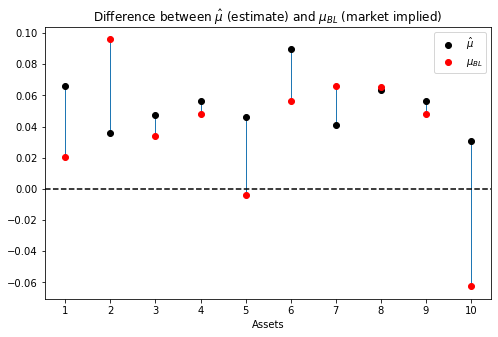 Difference between μ̂ (estimate) and μ_BL (market implied)
μ̂
μ_BL
0.10
0.08
0.06
0.04
0.02
0.00
−0.02
−0.04
−0.06
1 2 3 4 5 6 7 8 9 10
Assets